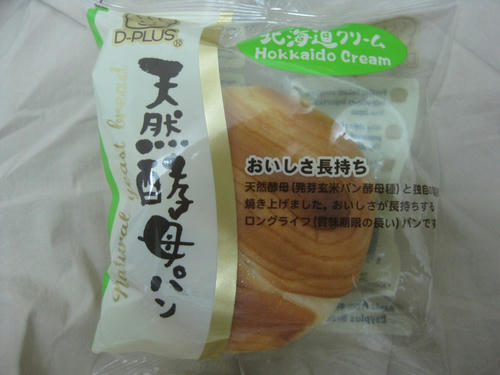 D-PLUS®
北海道クリーム
Hokkaido Cream
天然酵母パン
natural yeast bread
おいしさ長持ち
天然酵母(発芽玄米パン酵母種)と独自の
焼き上げました。おいしさが長持ちする
ロングライフ(賞味期限の長い)パンです